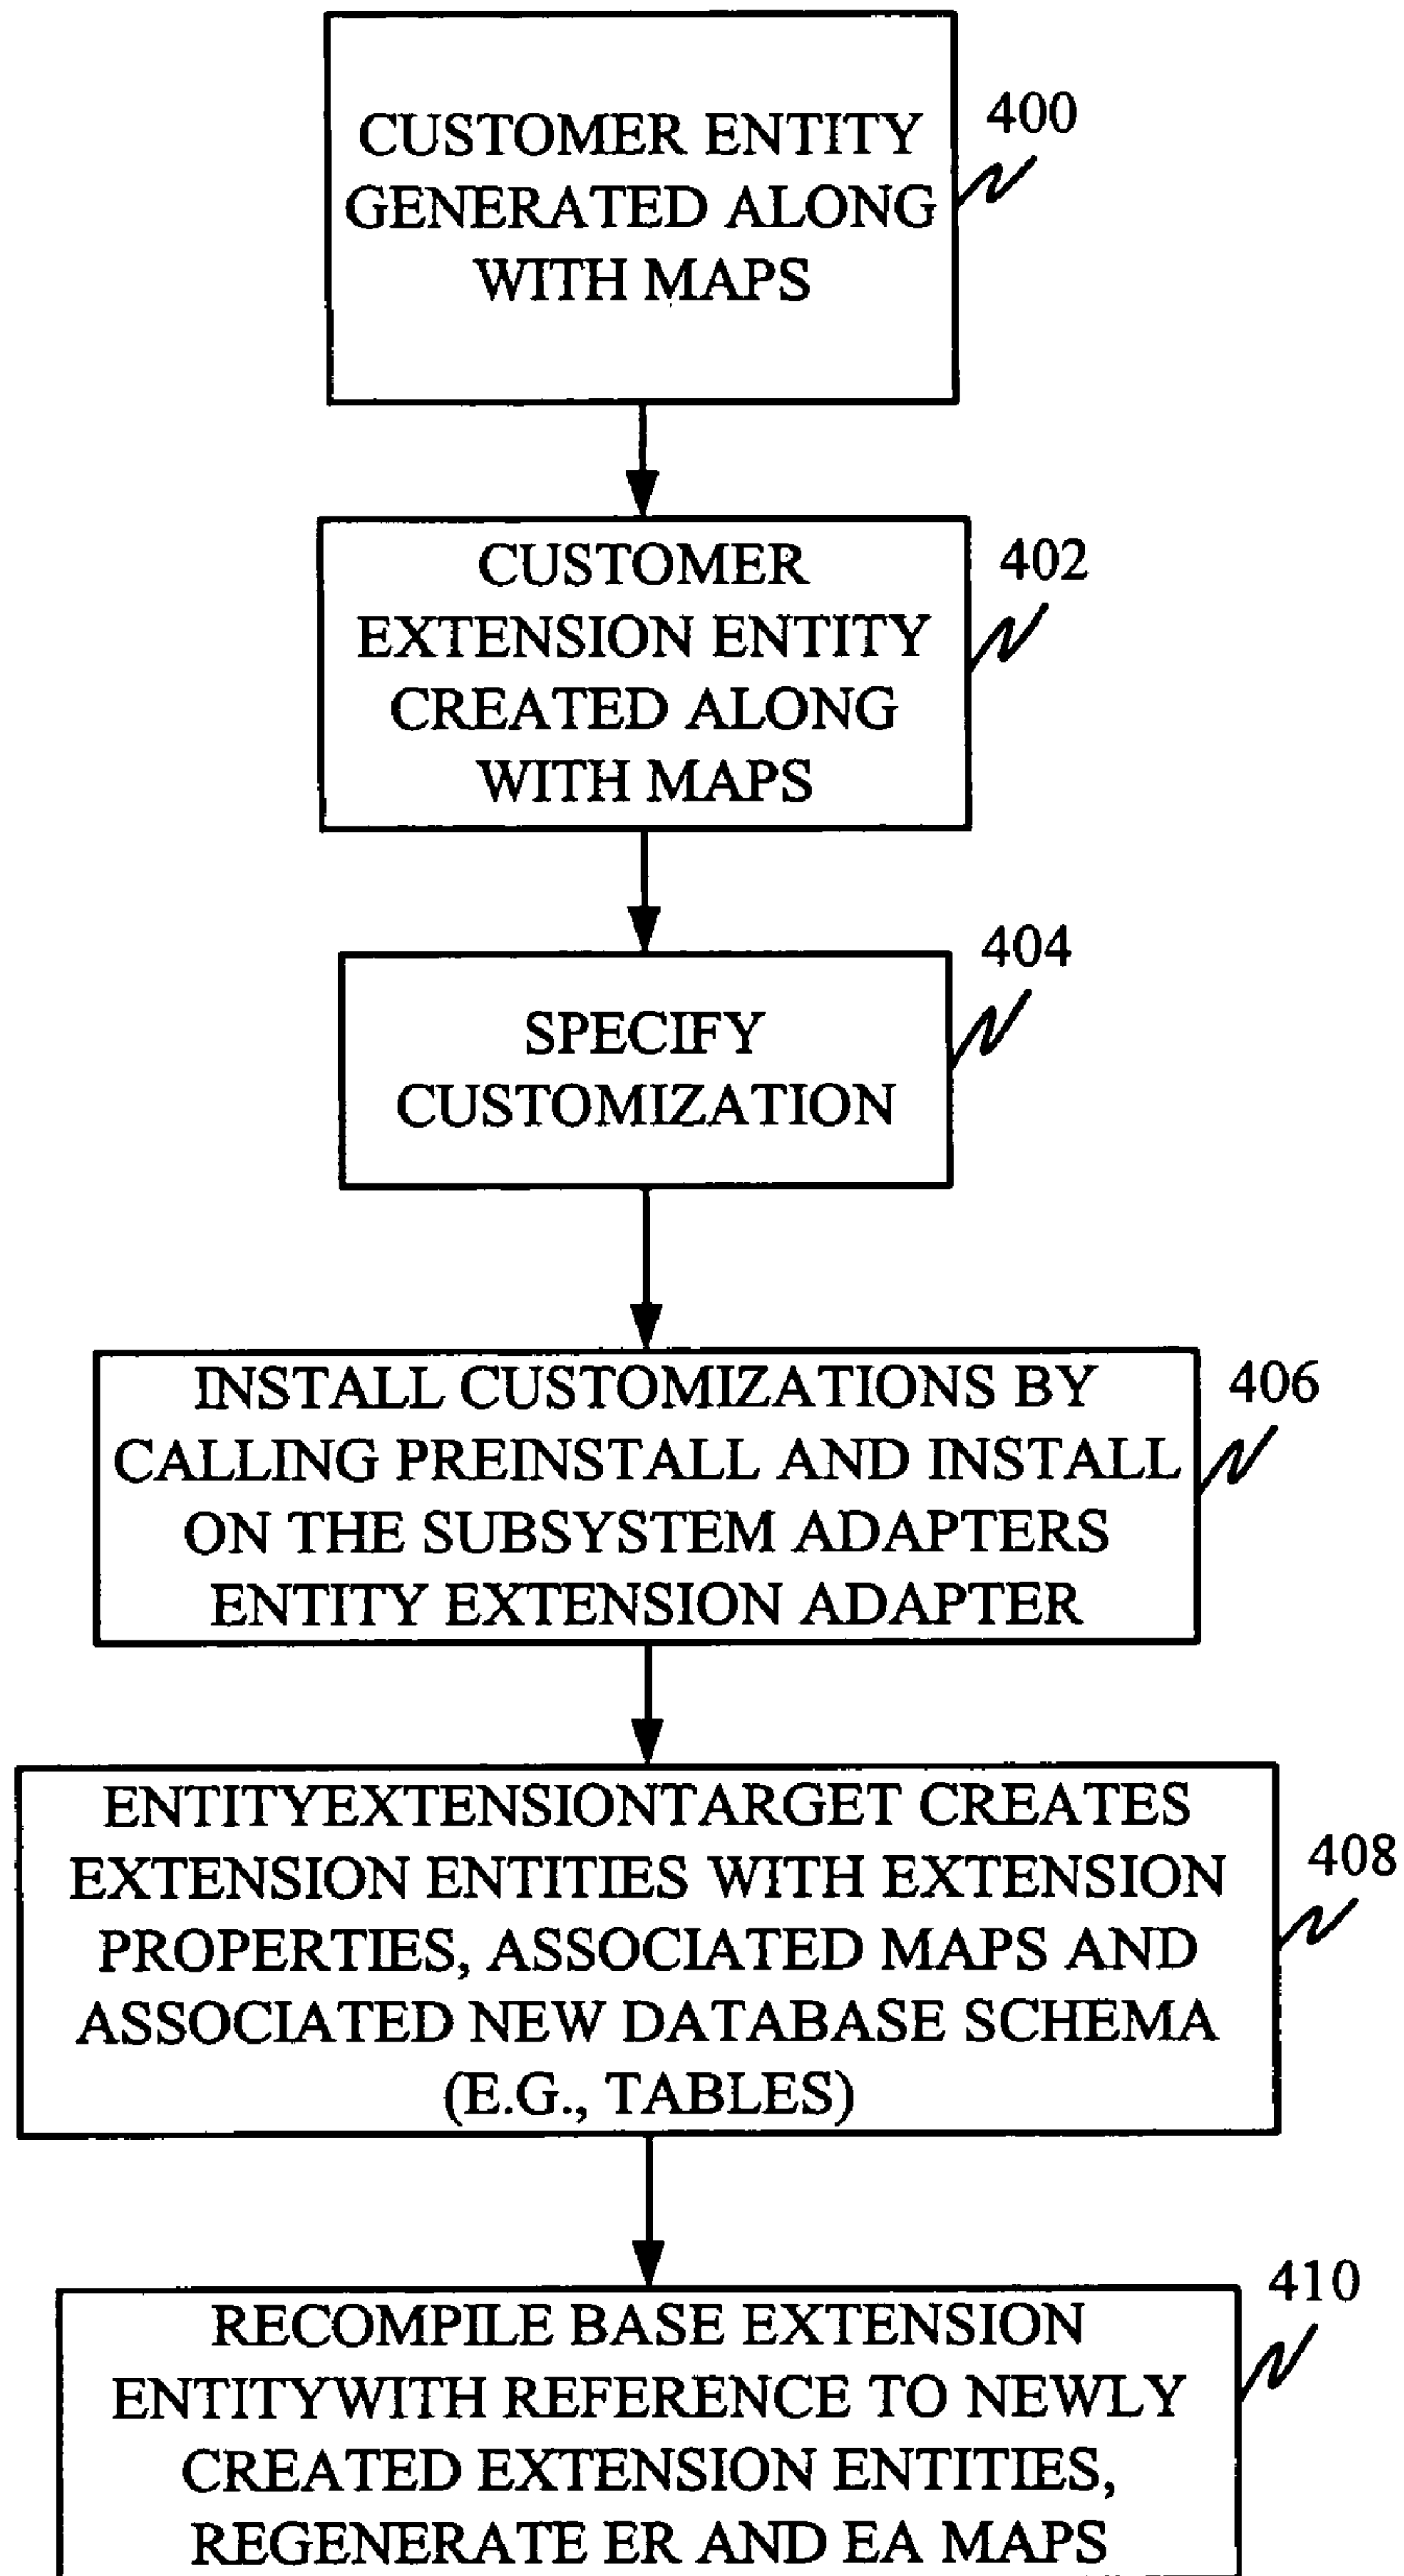 CUSTOMER ENTITY
GENERATED ALONG
WITH MAPS
400
CUSTOMER
EXTENSION ENTITY
CREATED ALONG
WITH MAPS
402
SPECIFY
CUSTOMIZATION
404
INSTALL CUSTOMIZATIONS BY
CALLING PREINSTALL AND INSTALL
ON THE SUBSYSTEM ADAPTERS
ENTITY EXTENSION ADAPTER
406
ENTITYEXTENSIONTARGET CREATES
EXTENSION ENTITIES WITH EXTENSION
PROPERTIES, ASSOCIATED MAPS AND
ASSOCIATED NEW DATABASE SCHEMA
(E.G., TABLES)
408
RECOMPILE BASE EXTENSION
ENTITYWITH REFERENCE TO NEWLY
CREATED EXTENSION ENTITIES,
REGENERATE ER AND EA MAPS
410